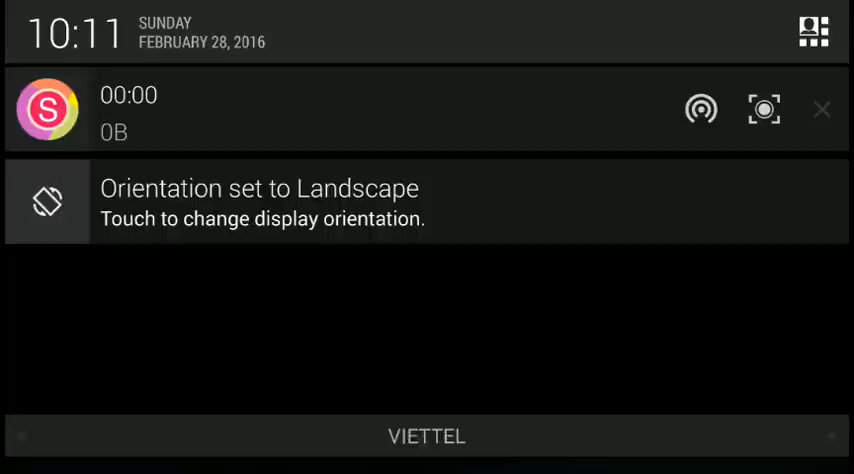 10:11
SUNDAY
FEBRUARY 28, 2016
S
00:00
0B
Orientation set to Landscape
Touch to change display orientation.
VIETTEL